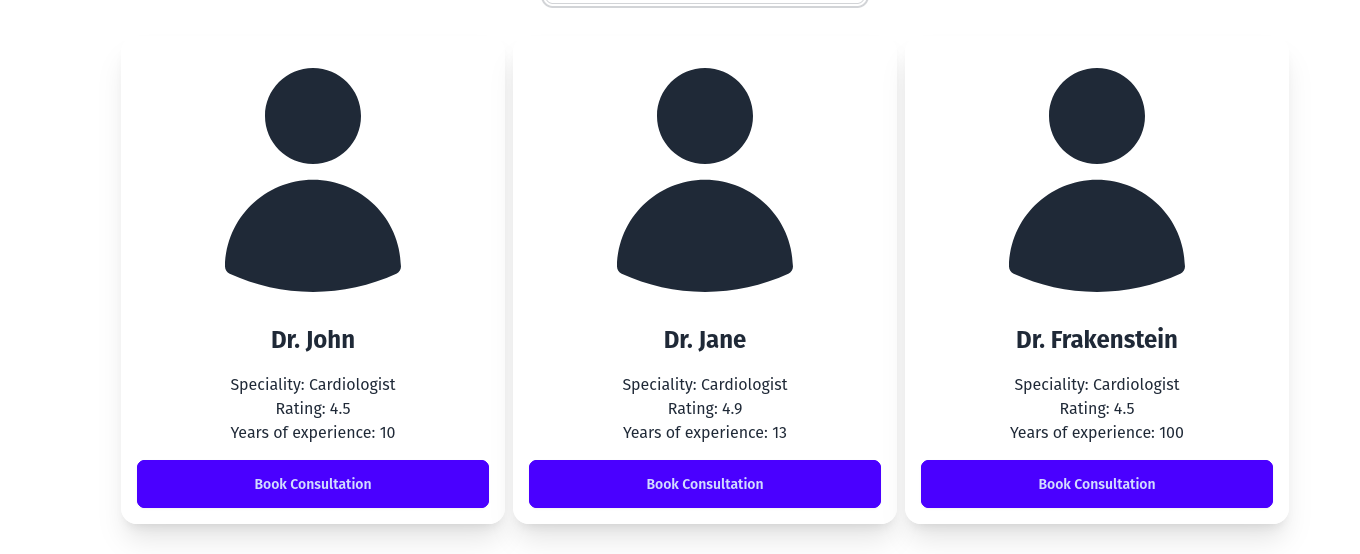 Dr. John
Speciality: Cardiologist
Rating: 4.5
Years of experience: 10
Book Consultation
Dr. Jane
Speciality: Cardiologist
Rating: 4.9
Years of experience: 13
Book Consultation
Dr. Frakenstein
Speciality: Cardiologist
Rating: 4.5
Years of experience: 100
Book Consultation